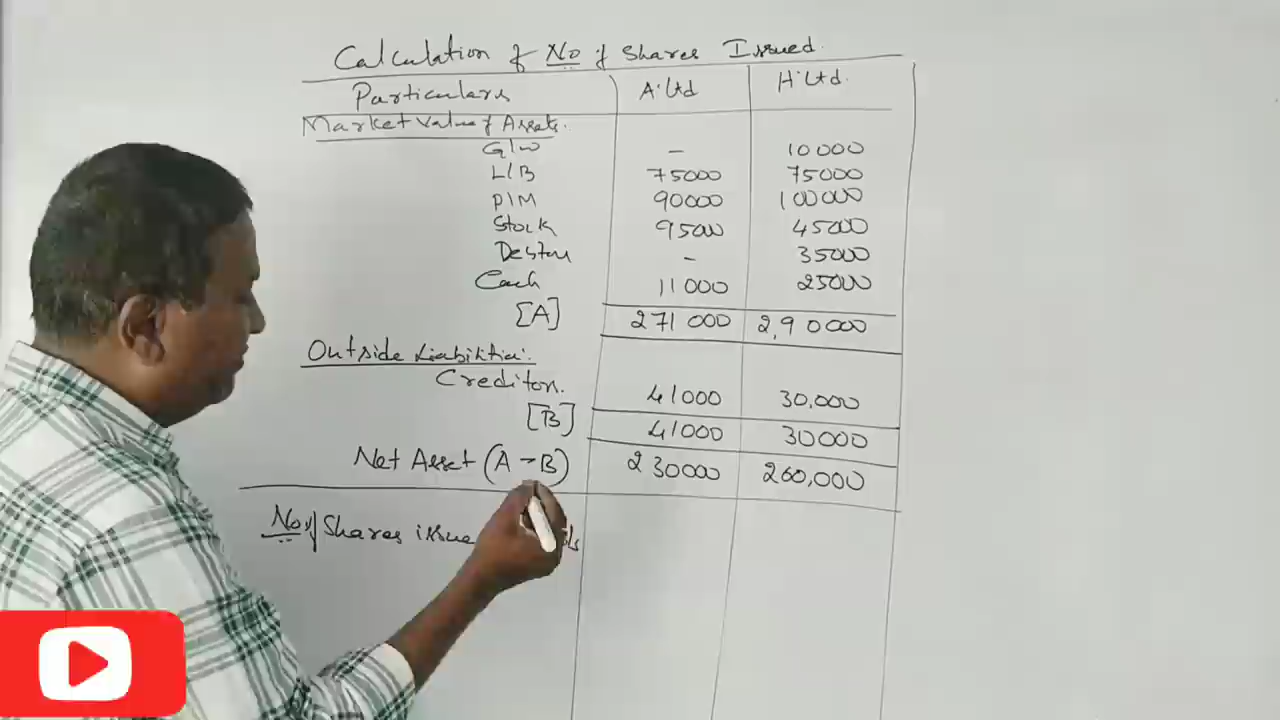 Calculation of No of Shares Issued.
Particulars A. Ltd H. Ltd.
Market Value of Assets.
G/w - 10000
L/B 75000 75000
P/M 90000 100000
Stock 95000 45000
Debtors - 35000
Cash 11000 25000
[A] 271000 2,90000
Outside Liabilities.
Creditors. 41000 30,000
[B] 41000 30000
Net Asset (A-B) 230000 260,000
No of Shares issue